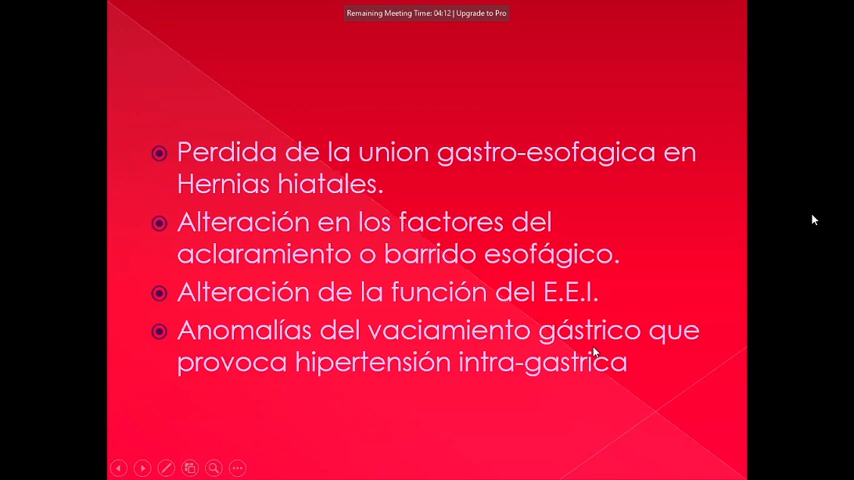 Remaining Meeting Time: 04:12 | Upgrade to Pro
Perdida de la union gastro-esofagica en
Hernias hiatales.
Alteración en los factores del
aclaramiento o barrido esofágico.
Alteración de la función del E.E.I.
Anomalías del vaciamiento gástrico que
provoca hipertensión intra-gastrica